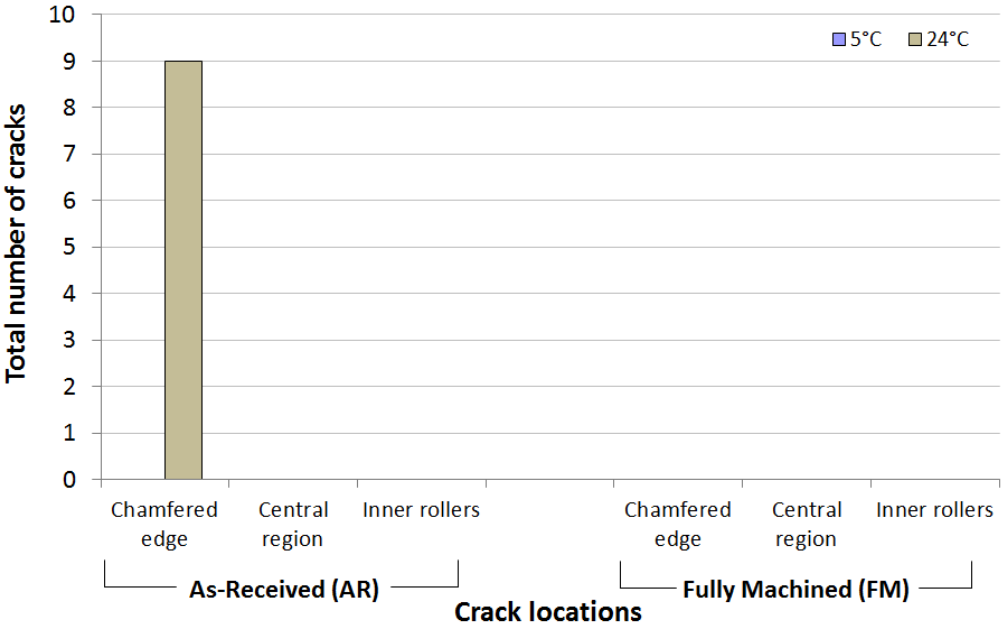 10
5°C 24°C
9
8
7
6
5
4
3
2
1
0
Total number of cracks
Chamfered edge
Central region
Inner rollers
Chamfered edge
Central region
Inner rollers
As-Received (AR)
Fully Machined (FM)
Crack locations